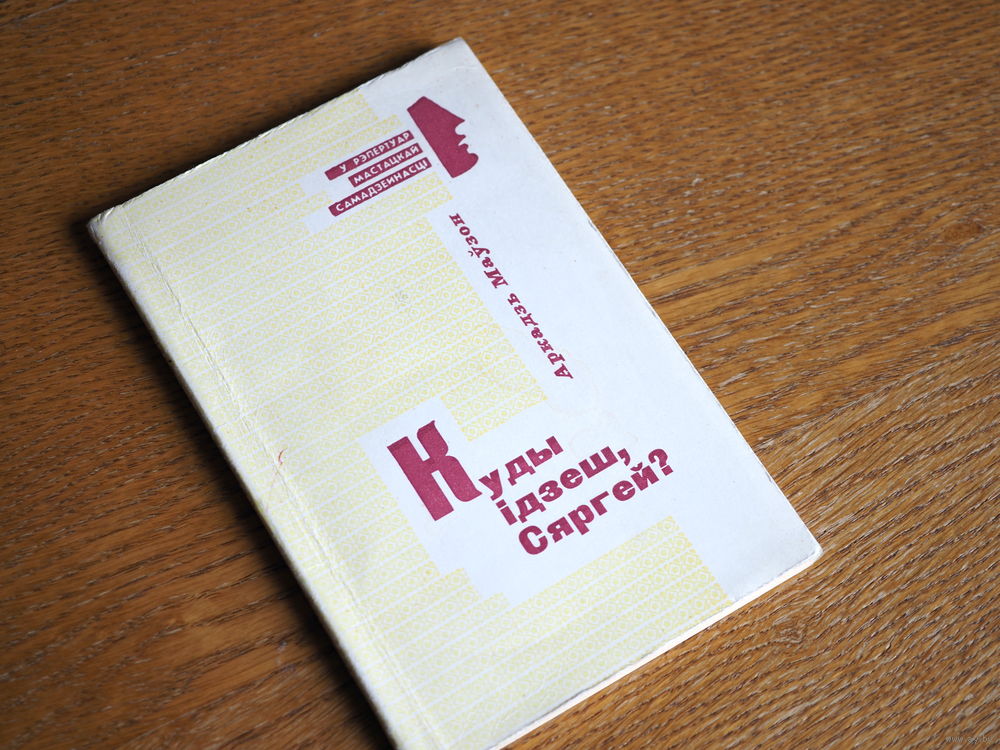 У РЭПЕРТУАР
МАСТАЦКАЙ
САМАДЗЕЙНАСЦІ
Аркадзь Маўзон
Куды
ідзеш,
Сяргей?